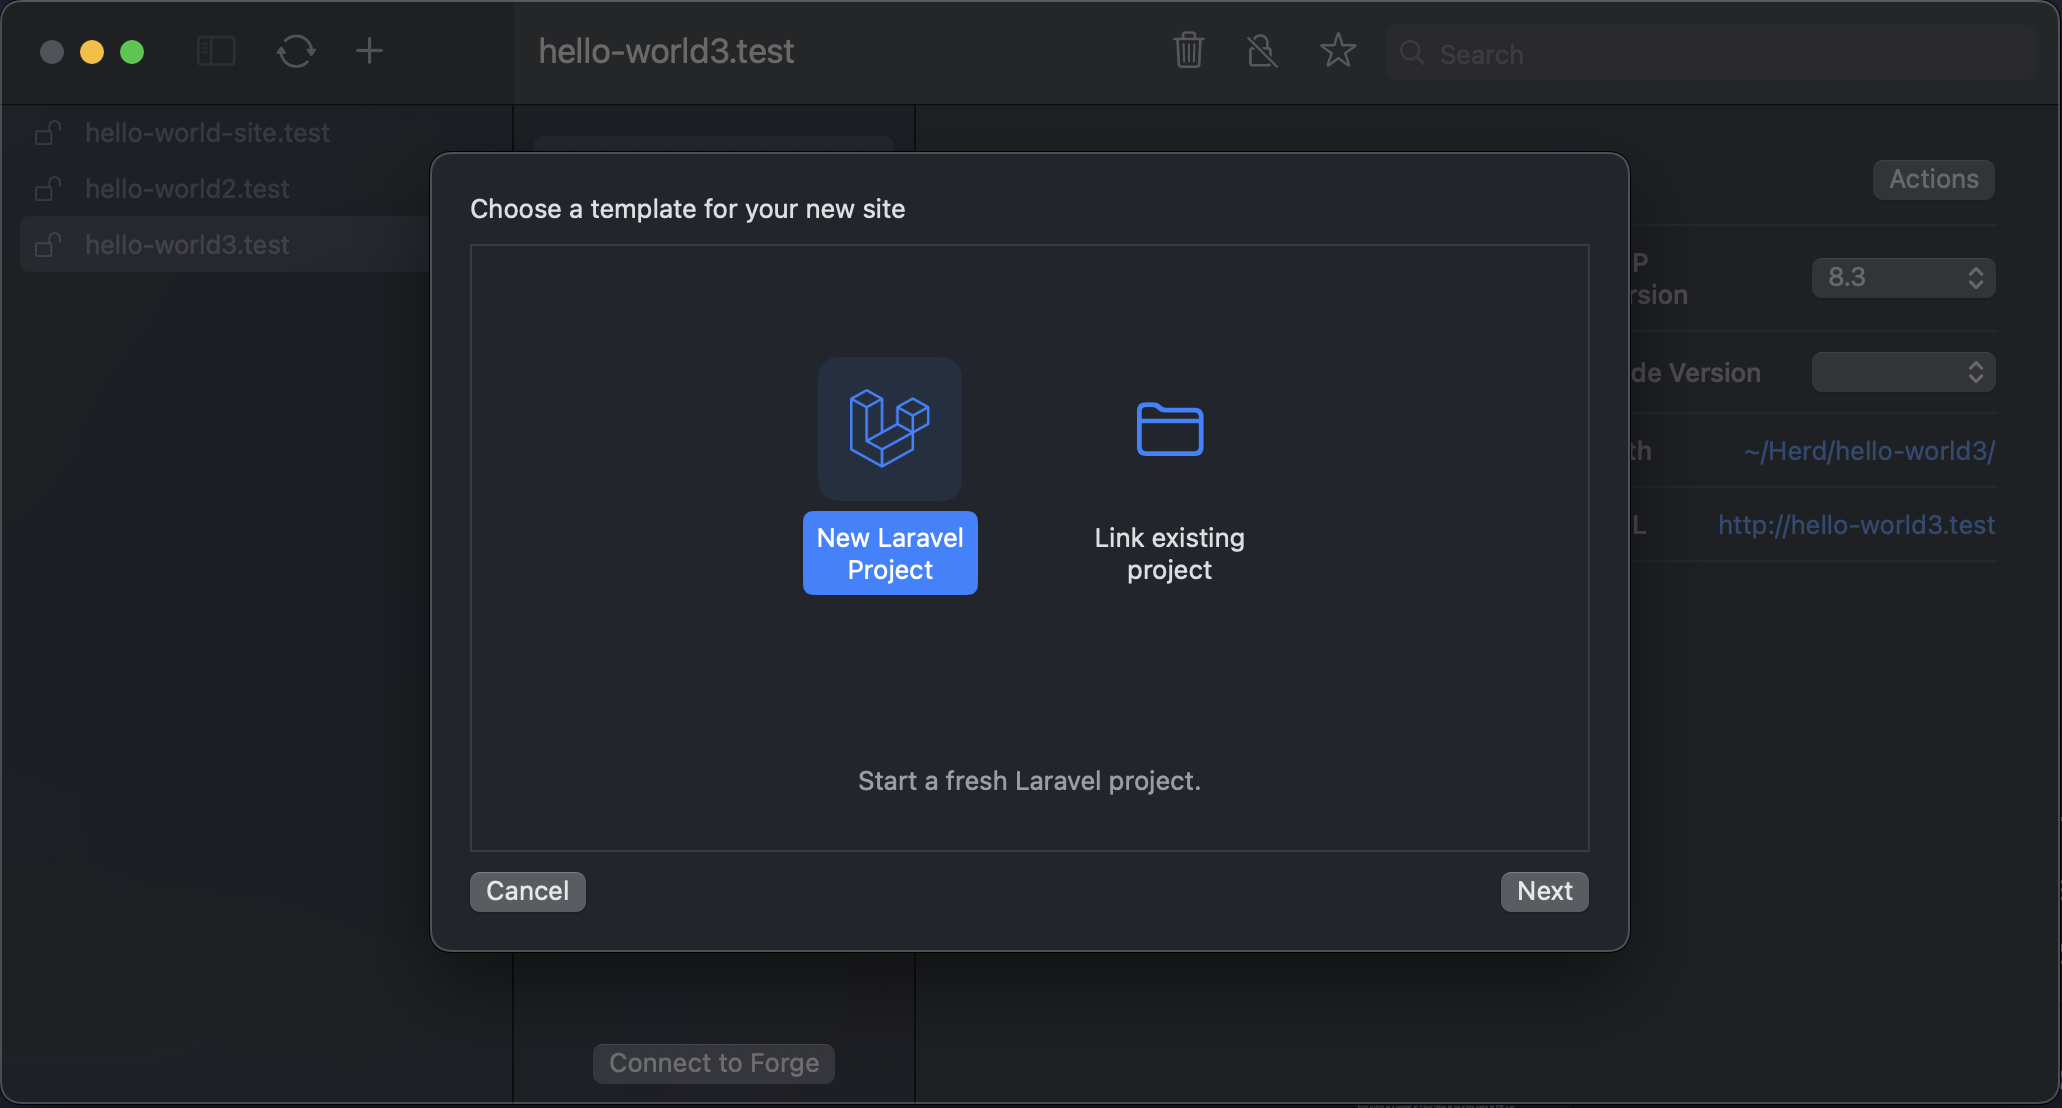 hello-world3.test
Search
hello-world-site.test
hello-world2.test
hello-world3.test
Choose a template for your new site
New Laravel
Project
Link existing
project
Start a fresh Laravel project.
Cancel
Next
Actions
P
rsion
8.3
de Version
th
~/Herd/hello-world3/
L
http://hello-world3.test
Connect to Forge